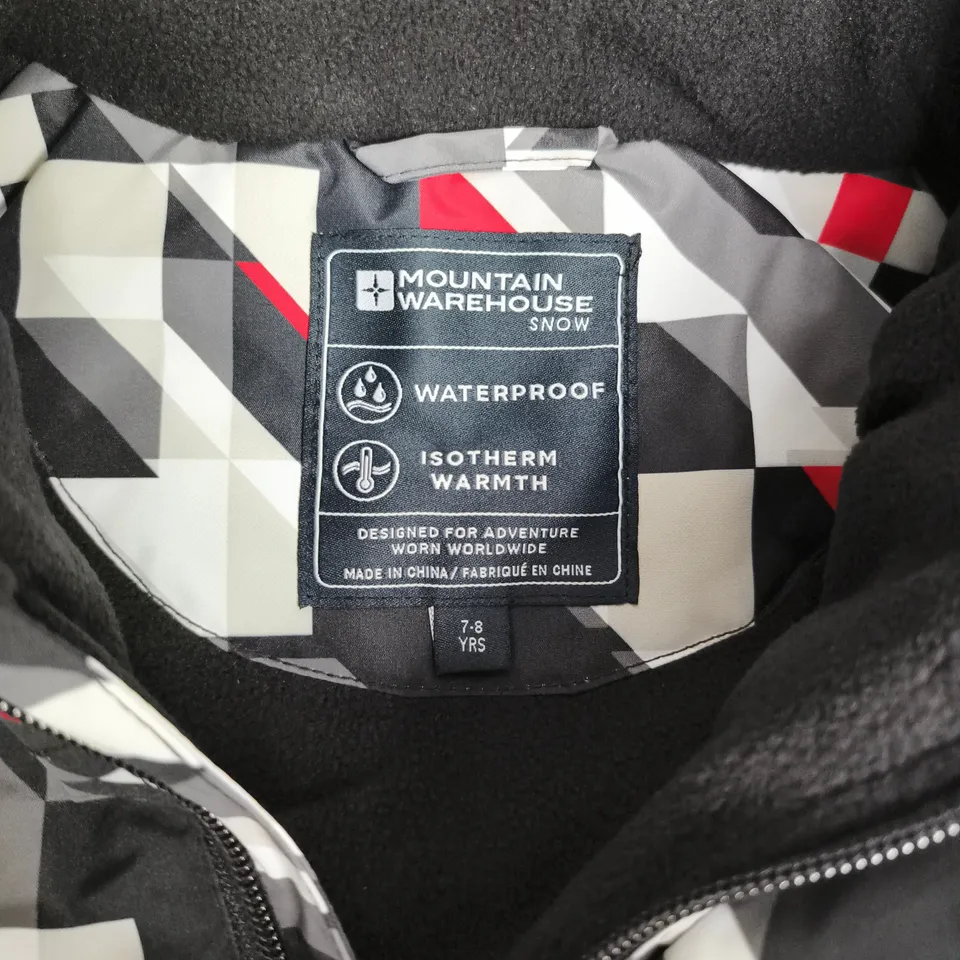 MOUNTAIN
WAREHOUSE
SNOW
WATERPROOF
ISOTHERM
WARMTH
DESIGNED FOR ADVENTURE
WORN WORLDWIDE
MADE IN CHINA / FABRIQUÉ EN CHINE
7-8
YRS